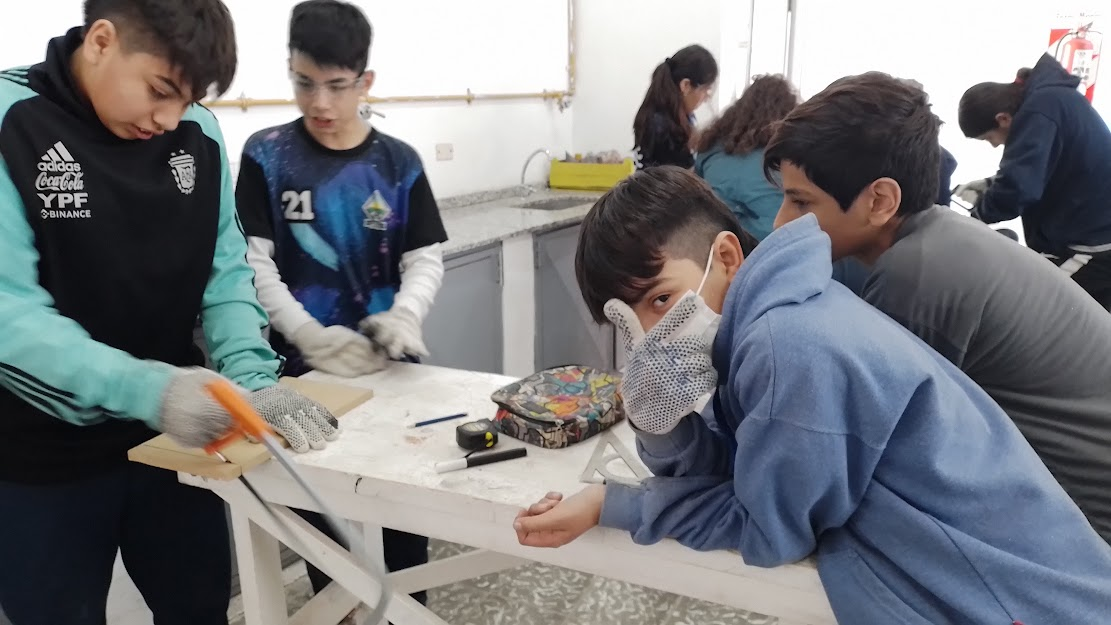 adidas
Coca-Cola
YPF
BINANCE
21